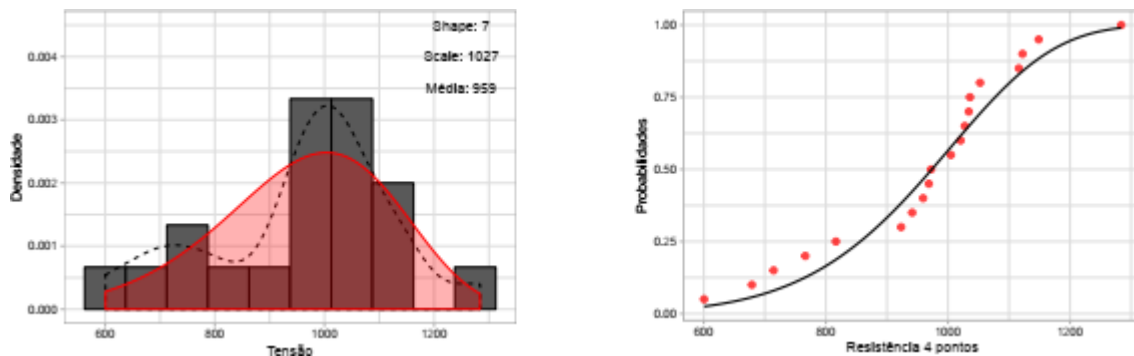 Shape: 7
Scale: 1027
Média: 959
Densidade
0.004
0.003
0.002
0.001
0.000
600 800 1000 1200
Tensão
Probabilidades
1.00
0.75
0.50
0.25
0.00
600 800 1000 1200
Resistência 4 pontos